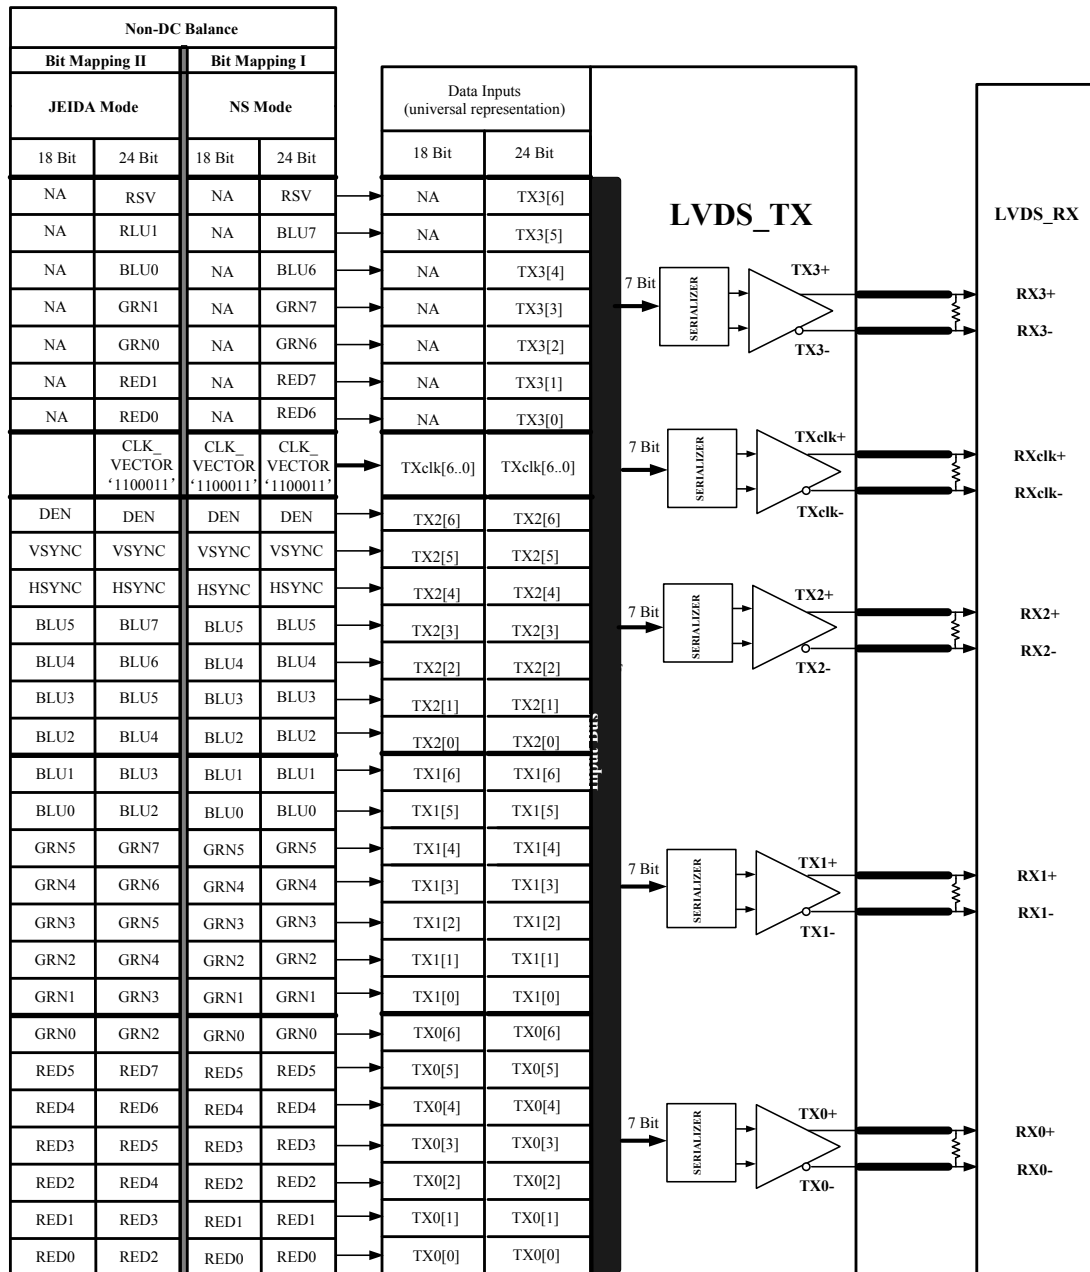 Non-DC Balance
Bit Mapping II Bit Mapping I
JEIDA Mode NS Mode
Data Inputs
(universal representation)
18 Bit 24 Bit 18 Bit 24 Bit 18 Bit 24 Bit
NA RSV NA RSV NA TX3[6]
LVDS_TX
LVDS_RX
NA RLU1 NA BLU7 NA TX3[5]
NA BLU0 NA BLU6 NA TX3[4]
7 Bit SERIALIZER TX3+ RX3+
NA GRN1 NA GRN7 NA TX3[3]
NA GRN0 NA GRN6 NA TX3[2]
TX3- RX3-
NA RED1 NA RED7 NA TX3[1]
NA RED0 NA RED6 NA TX3[0]
CLK_ CLK_ CLK_
VECTOR VECTOR VECTOR
'1100011' '1100011' '1100011'
TXclk[6..0] TXclk[6..0]
7 Bit SERIALIZER TXclk+ RXclk+
TXclk- RXclk-
DEN DEN DEN DEN TX2[6] TX2[6]
VSYNC VSYNC VSYNC VSYNC TX2[5] TX2[5]
HSYNC HSYNC HSYNC HSYNC TX2[4] TX2[4]
7 Bit SERIALIZER TX2+ RX2+
BLU5 BLU7 BLU5 BLU5 TX2[3] TX2[3]
BLU4 BLU6 BLU4 BLU4 TX2[2] TX2[2]
TX2- RX2-
BLU3 BLU5 BLU3 BLU3 TX2[1] TX2[1]
BLU2 BLU4 BLU2 BLU2 TX2[0] TX2[0]
Input Bus
BLU1 BLU3 BLU1 BLU1 TX1[6] TX1[6]
BLU0 BLU2 BLU0 BLU0 TX1[5] TX1[5]
GRN5 GRN7 GRN5 GRN5 TX1[4] TX1[4]
7 Bit SERIALIZER TX1+ RX1+
GRN4 GRN6 GRN4 GRN4 TX1[3] TX1[3]
GRN3 GRN5 GRN3 GRN3 TX1[2] TX1[2]
TX1- RX1-
GRN2 GRN4 GRN2 GRN2 TX1[1] TX1[1]
GRN1 GRN3 GRN1 GRN1 TX1[0] TX1[0]
GRN0 GRN2 GRN0 GRN0 TX0[6] TX0[6]
RED5 RED7 RED5 RED5 TX0[5] TX0[5]
RED4 RED6 RED4 RED4 TX0[4] TX0[4]
7 Bit SERIALIZER TX0+ RX0+
RED3 RED5 RED3 RED3 TX0[3] TX0[3]
RED2 RED4 RED2 RED2 TX0[2] TX0[2]
TX0- RX0-
RED1 RED3 RED1 RED1 TX0[1] TX0[1]
RED0 RED2 RED0 RED0 TX0[0] TX0[0]